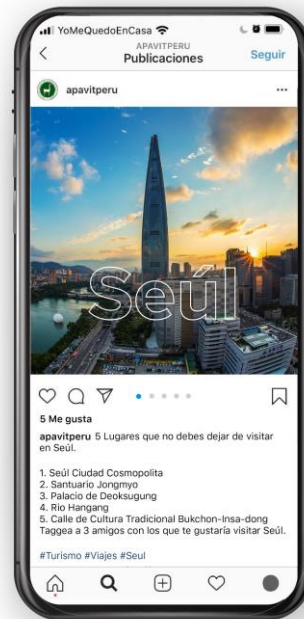 YoMeQuedoEnCasa
APAVITPERU
Publicaciones
Seguir
apavitperu
Seúl
5 Me gusta
apavitperu 5 Lugares que no debes dejar de visitar
en Seúl.
1. Seúl Ciudad Cosmopolita
2. Santuario Jongmyo
3. Palacio de Deoksugung
4. Rio Hangang
5. Calle de Cultura Tradicional Bukchon-Insa-dong
Taggea a 3 amigos con los que te gustaría visitar Seúl.
#Turismo #Viajes #Seul